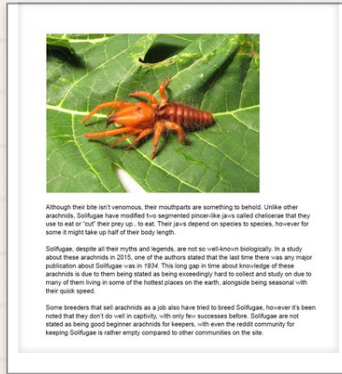 Although their bite isn't venomous, their mouthparts are something to behold. Unlike other
arachnids, Solifugae have modified two segmented pincer-like jaws called chelicerae that they
use to eat or "cut" their prey up.. to eat. Their jaws depend on species to species, however for
some it might take up half of their body length.
Solifugae, despite all their myths and legends, are not so well-known biologically. In a study
about these arachnids in 2015, one of the authors stated that the last time there was any major
publication about Solifugae was in 1934. This long gap in time about knowledge of these
arachnids is due to them being stated as being exceedingly hard to collect and study on due to
many of them living in some of the hottest places on the earth, alongside being seasonal with
their quick speed.
Some breeders that sell arachnids as a job also have tried to breed Solifugae, however it's been
noted that they don't do well in captivity, with only few successes before. Solifugae are not
stated as being good beginner arachnids for keepers, with even the reddit community for
keeping Solifugae is rather empty compared to other communities on the site.